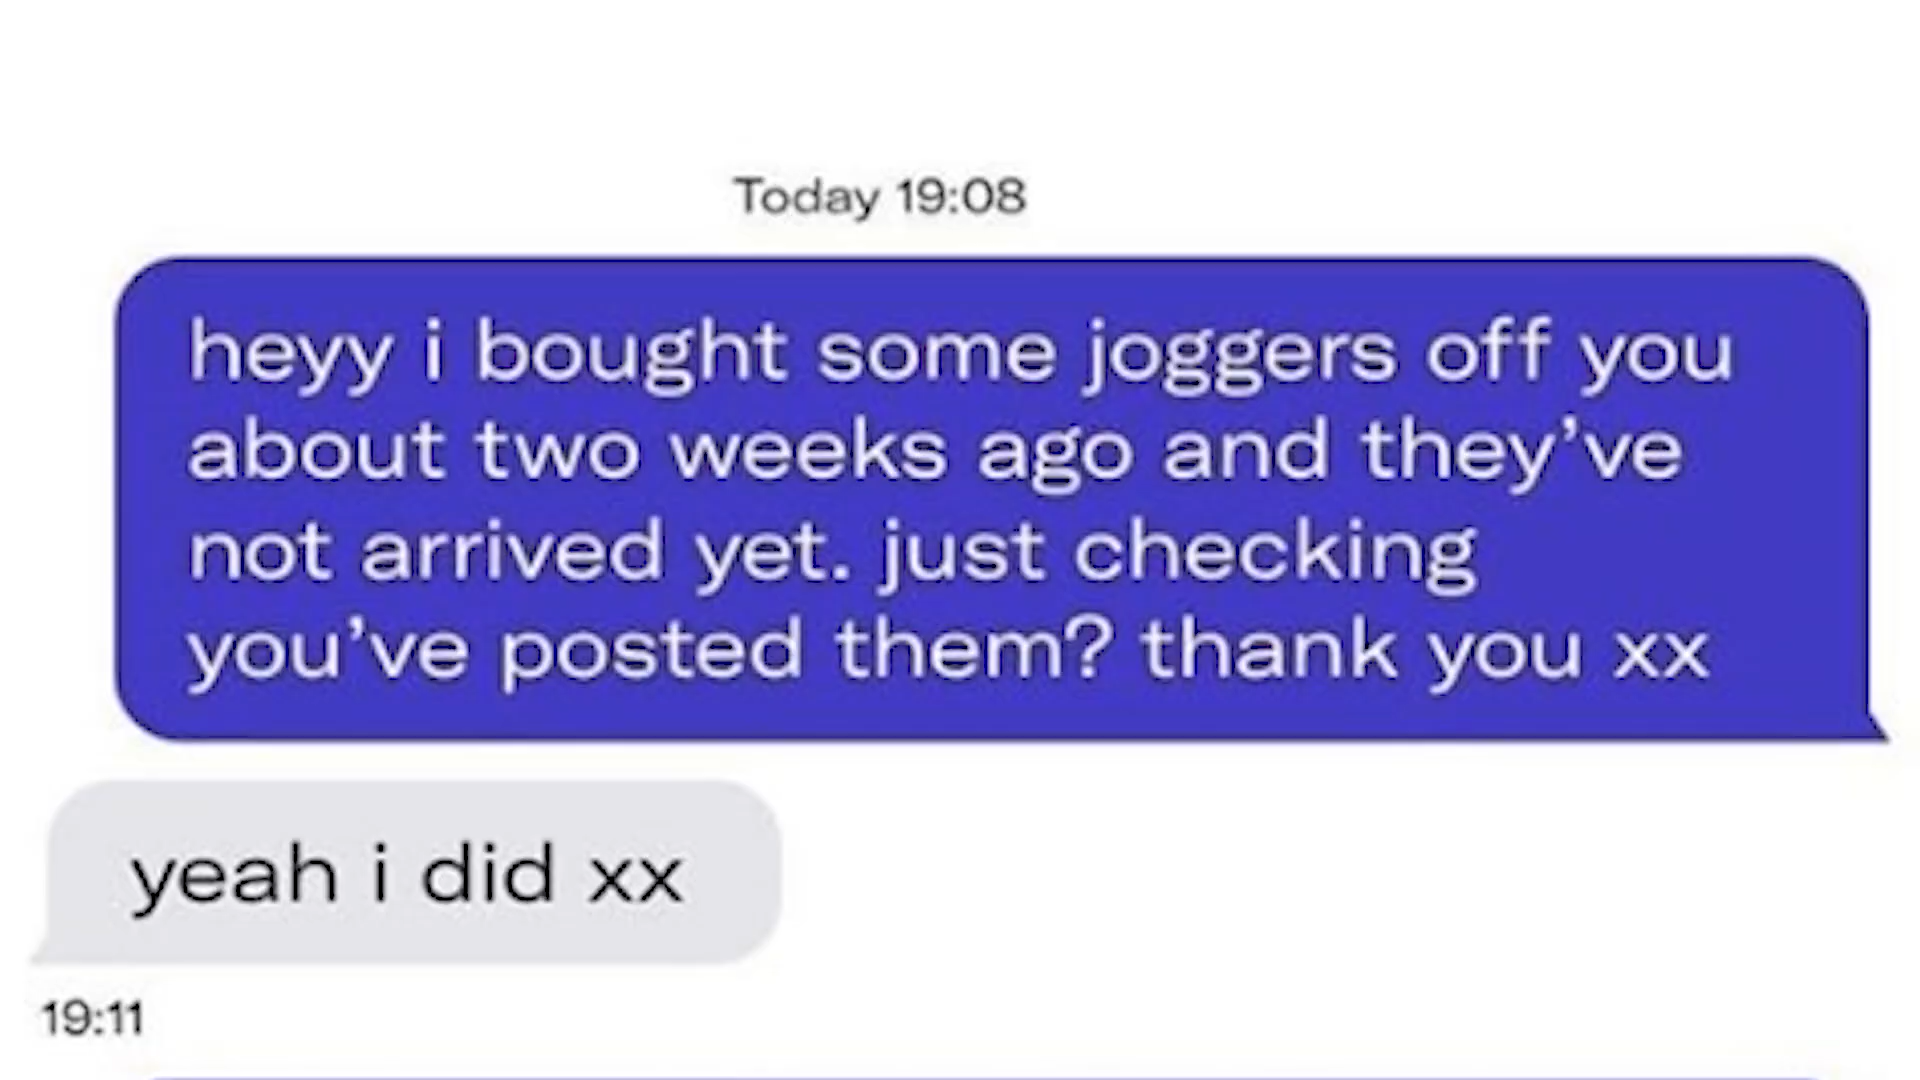 Today 19:08
heyy i bought some joggers off you
about two weeks ago and they’ve
not arrived yet. just checking
you’ve posted them? thank you xx
yeah i did xx
19:11